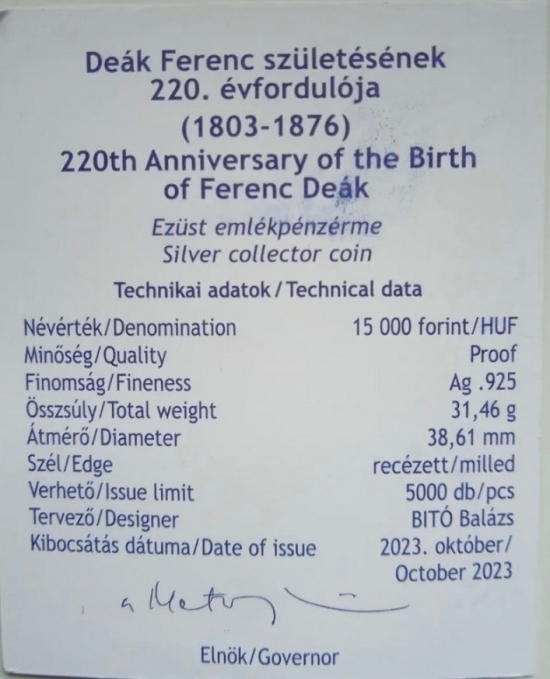 Deák Ferenc születésének
220. évfordulója
(1803-1876)
220th Anniversary of the Birth
of Ferenc Deák
Ezüst emlékpénzérme
Silver collector coin
Technikai adatok/Technical data
Névérték/Denomination 15 000 forint/HUF
Minőség/Quality Proof
Finomság/Fineness Ag .925
Összsúly/Total weight 31,46 g
Átmérő/Diameter 38,61 mm
Szél/Edge recézett/milled
Verhető/Issue limit 5000 db/pcs
Tervező/Designer BITÓ Balázs
Kibocsátás dátuma/Date of issue 2023. október/
October 2023
Elnök/Governor